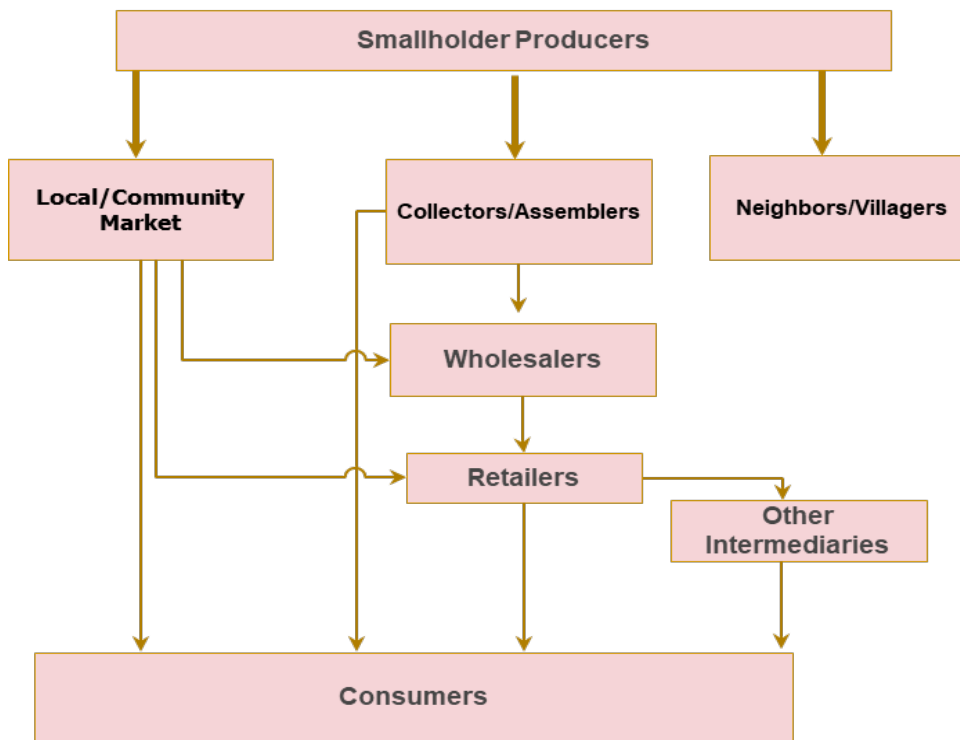 Smallholder Producers
Local/Community
Market
Collectors/Assemblers
Neighbors/Villagers
Wholesalers
Retailers
Other
Intermediaries
Consumers